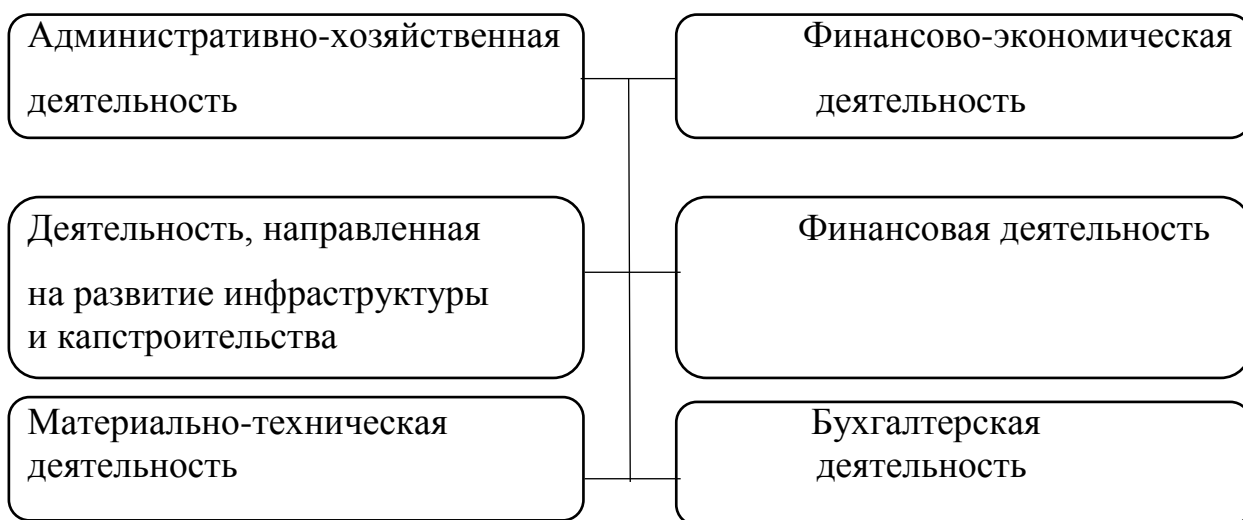 Административно-хозяйственная
деятельность
Финансово-экономическая
деятельность
Деятельность, направленная
на развитие инфраструктуры
и капстроительства
Финансовая деятельность
Материально-техническая
деятельность
Бухгалтерская
деятельность